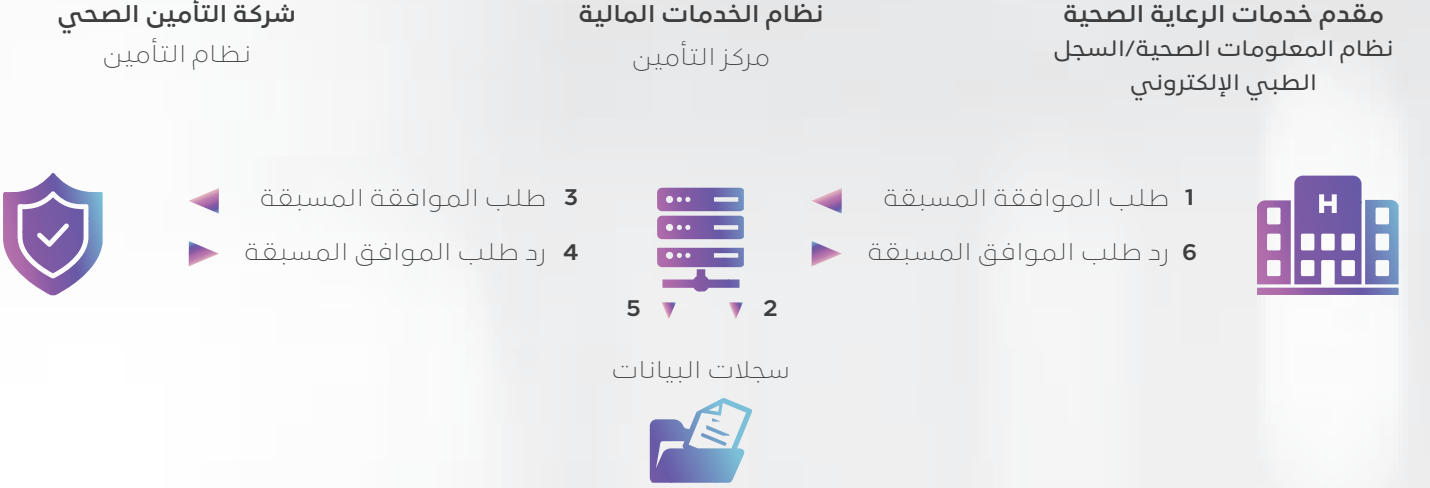 مقدم خدمات الرعاية الصحية
نظام المعلومات الصحية/السجل
الطبي الإلكتروني
نظام الخدمات المالية
مركز التأمين
شركة التأمين الصحي
نظام التأمين
H
1 طلب الموافقة المسبقة
6 رد طلب الموافق المسبقة
3 طلب الموافقة المسبقة
4 رد طلب الموافق المسبقة
2
5
سجلات البيانات